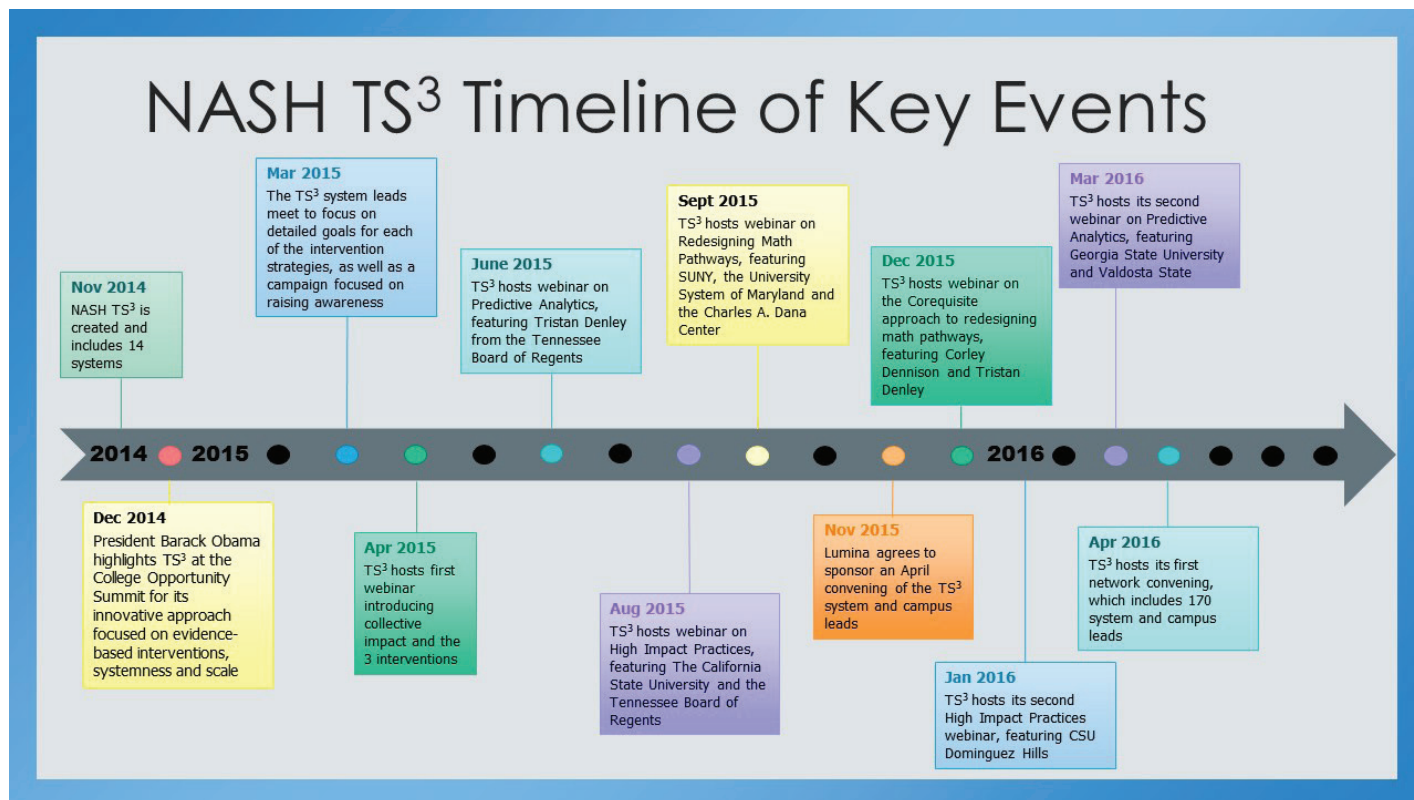 NASH TS³ Timeline of Key Events
Nov 2014
NASH TS³ is
created and
includes 14
systems
Mar 2015
The TS³ system leads
meet to focus on
detailed goals for each
of the intervention
strategies, as well as a
campaign focused on
raising awareness
June 2015
TS³ hosts webinar on
Predictive Analytics,
featuring Tristan Denley
from the Tennessee
Board of Regents
Sept 2015
TS³ hosts webinar on
Redesigning Math
Pathways, featuring
SUNY, the University
System of Maryland and
the Charles A. Dana
Center
Dec 2015
TS³ hosts webinar on
the Corequisite
approach to redesigning
math pathways,
featuring Corley
Dennison and Tristan
Denley
Mar 2016
TS³ hosts its second
webinar on Predictive
Analytics, featuring
Georgia State University
and Valdosta State
2014 2015 2016
Dec 2014
President Barack Obama
highlights TS³ at the
College Opportunity
Summit for its
innovative approach
focused on evidence-
based interventions,
systemness and scale
Apr 2015
TS³ hosts first
webinar
introducing
collective
impact and the
3 interventions
Aug 2015
TS³ hosts webinar on
High Impact Practices,
featuring The California
State University and the
Tennessee Board of
Regents
Nov 2015
Lumina agrees to
sponsor an April
convening of the TS³
system and campus
leads
Jan 2016
TS³ hosts its second
High Impact Practices
webinar, featuring CSU
Dominguez Hills
Apr 2016
TS³ hosts its first
network convening,
which includes 170
system and campus
leads